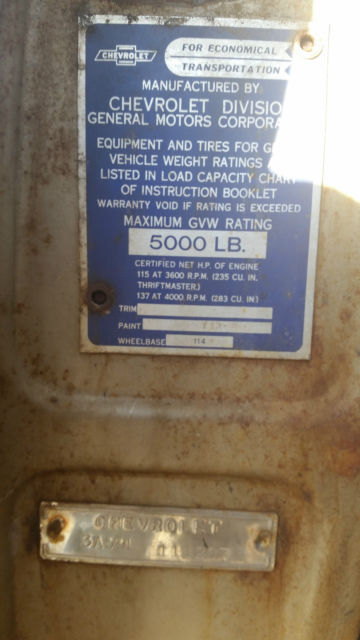 CHEVROLET
FOR ECONOMICAL
TRANSPORTATION
MANUFACTURED BY
CHEVROLET DIVISIO
GENERAL MOTORS CORPORA
EQUIPMENT AND TIRES FOR
VEHICLE WEIGHT RATINGS
LISTED IN LOAD CAPACITY CHART
OF INSTRUCTION BOOKLET
WARRANTY VOID IF RATING IS EXCEEDED
MAXIMUM GVW RATING
5000 LB.
CERTIFIED NET H.P. OF ENGINE
115 AT 3600 R.P.M. (235 CU. IN.
THRIFTMASTER)
137 AT 4000 R.P.M. (283 CU. IN)
TRIM
PAINT
WHEELBASE 114
CHEVROLET